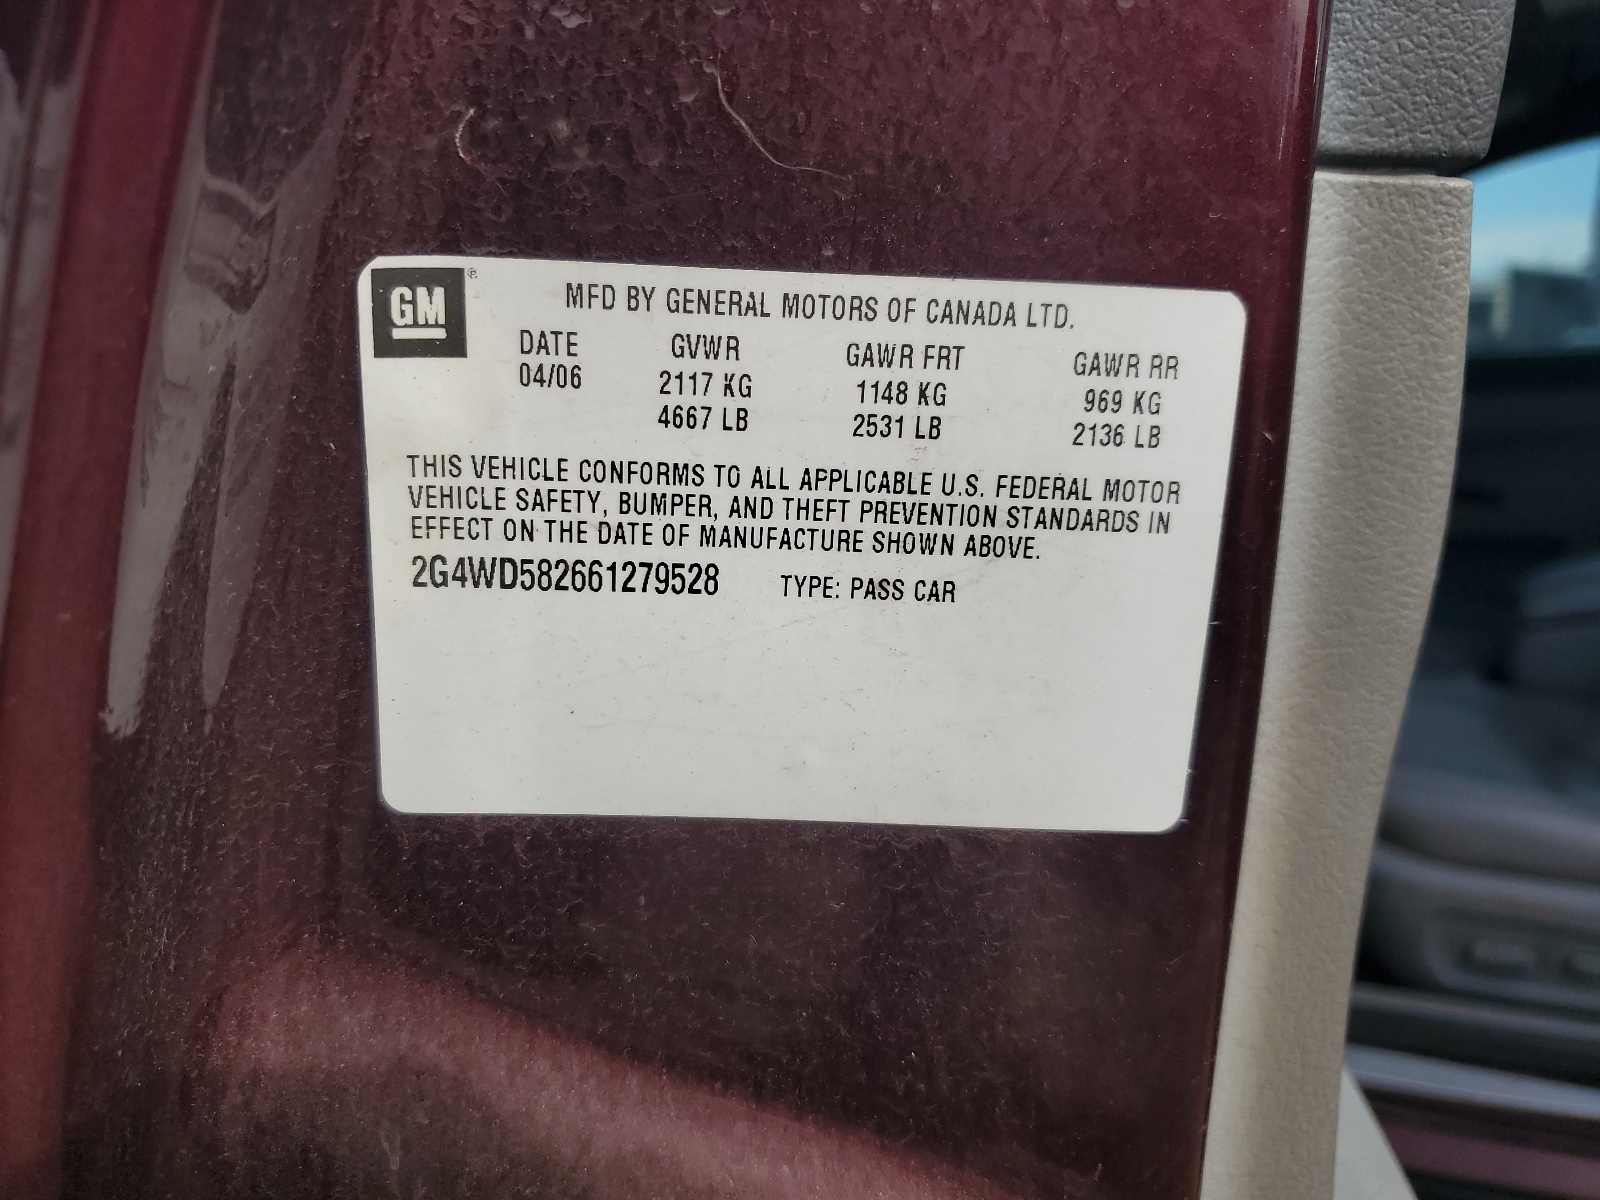 GM ®
MFD BY GENERAL MOTORS OF CANADA LTD.
DATE GVWR GAWR FRT GAWR RR
04/06 2117 KG 1148 KG 969 KG
4667 LB 2531 LB 2136 LB
THIS VEHICLE CONFORMS TO ALL APPLICABLE U.S. FEDERAL MOTOR
VEHICLE SAFETY, BUMPER, AND THEFT PREVENTION STANDARDS IN
EFFECT ON THE DATE OF MANUFACTURE SHOWN ABOVE.
2G4WD582661279528 TYPE: PASS CAR